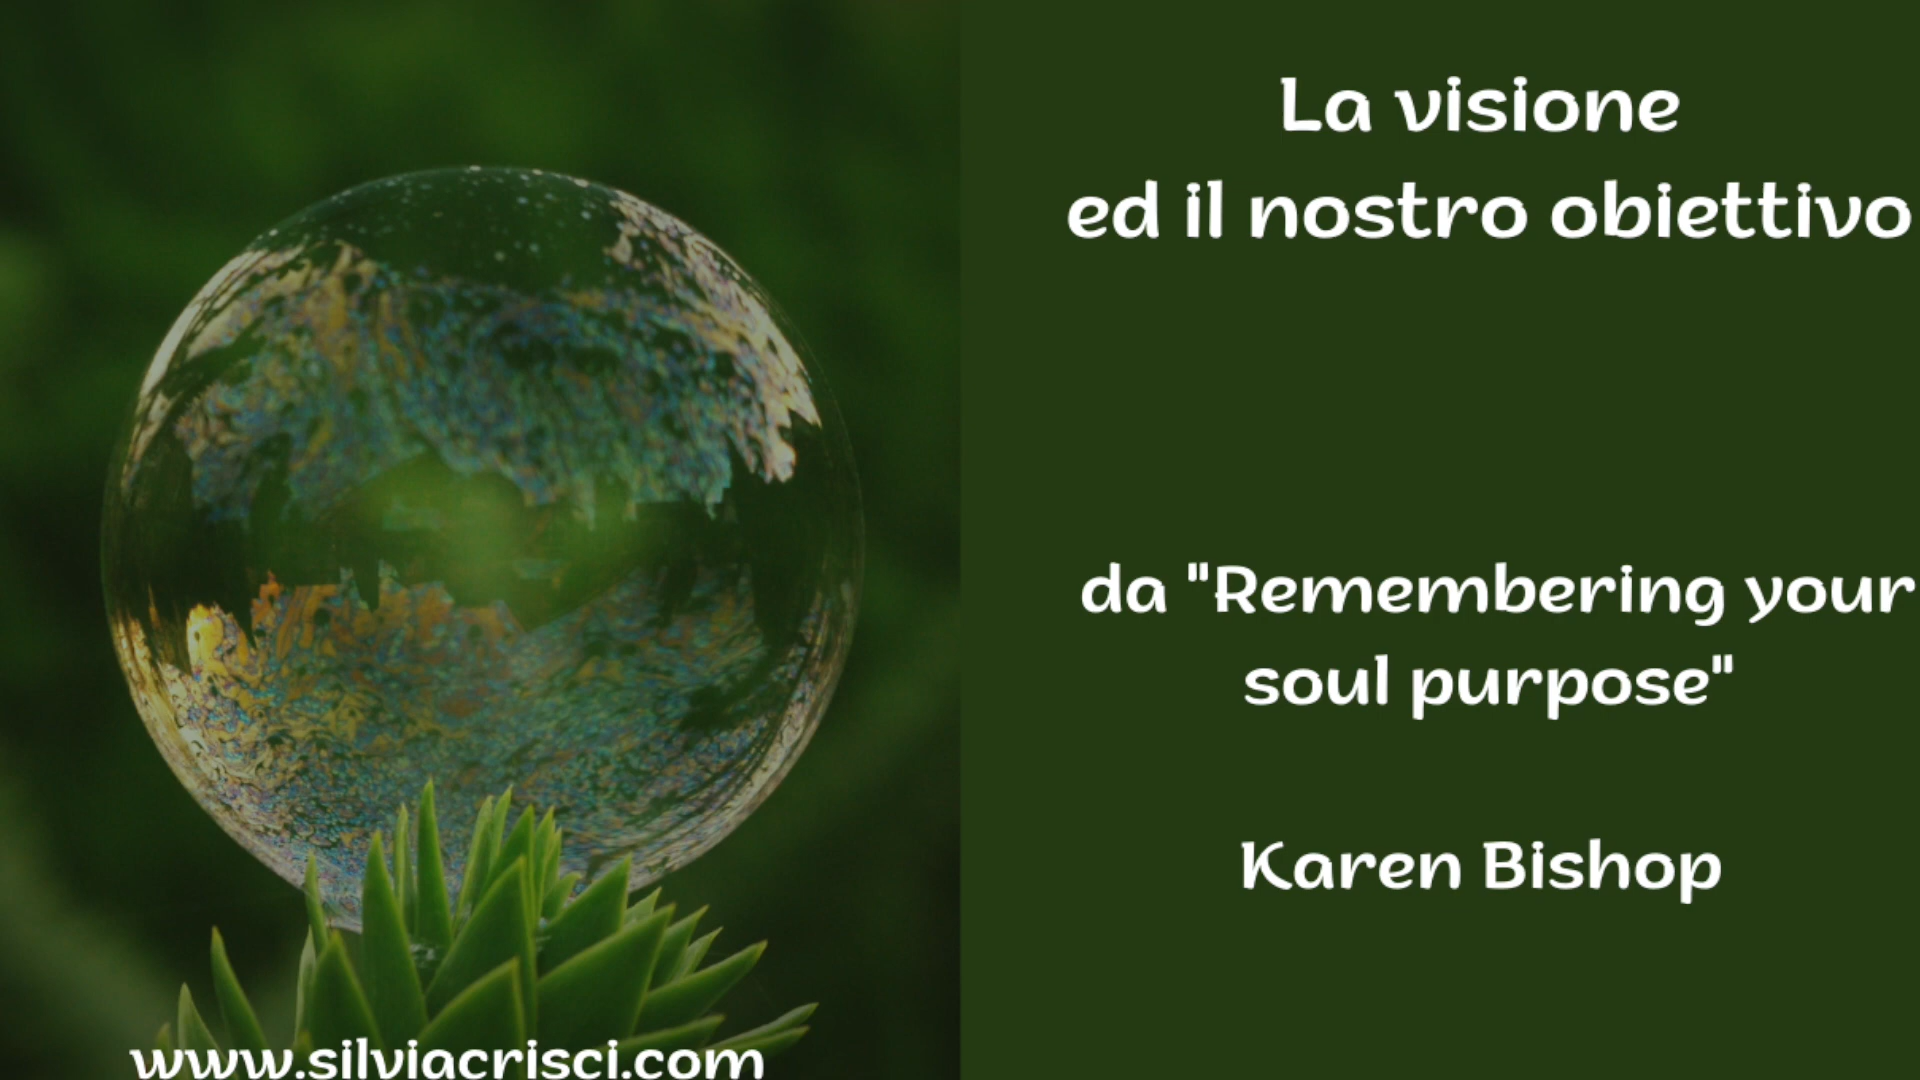 La visione
ed il nostro obiettivo
da "Remembering your
soul purpose"
Karen Bishop
www.silviacrisci.com